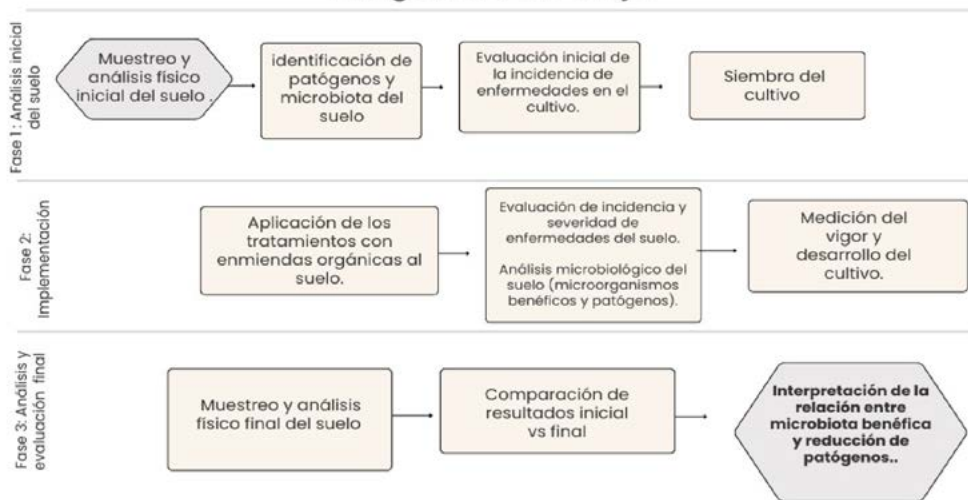 Fase 1: Análisis inicial
del suelo
Muestreo y
análisis físico
inicial del suelo .
identificación de
patógenos y
microbiota del
suelo
Evaluación inicial de
la incidencia de
enfermedades en el
cultivo.
Siembra del
cultivo
Fase 2:
Implementación
Aplicación de los
tratamientos con
enmiendas orgánicas al
suelo.
Evaluación de incidencia y
severidad de
enfermedades del suelo.
Análisis microbiológico del
suelo (microorganismos
benéficos y patógenos).
Medición del
vigor y
desarrollo del
cultivo.
Fase 3: Análisis y
evaluación final
Muestreo y análisis
físico final del suelo
Comparación de
resultados inicial
vs final
Interpretación de la
relación entre
microbiota benéfica
y reducción de
patógenos..